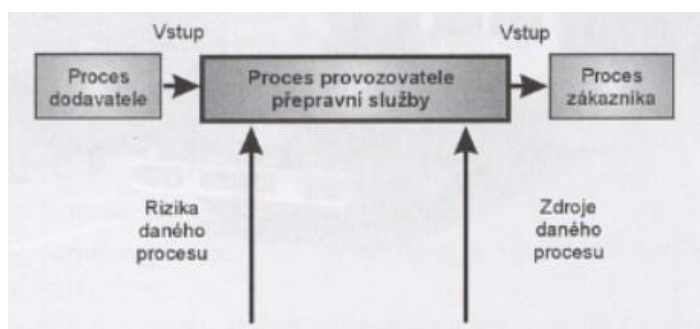 Vstup
Vstup
Proces
dodavatele
Proces provozovatele
přepravní služby
Proces
zákazníka
Rizika
daného
procesu
Zdroje
daného
procesu